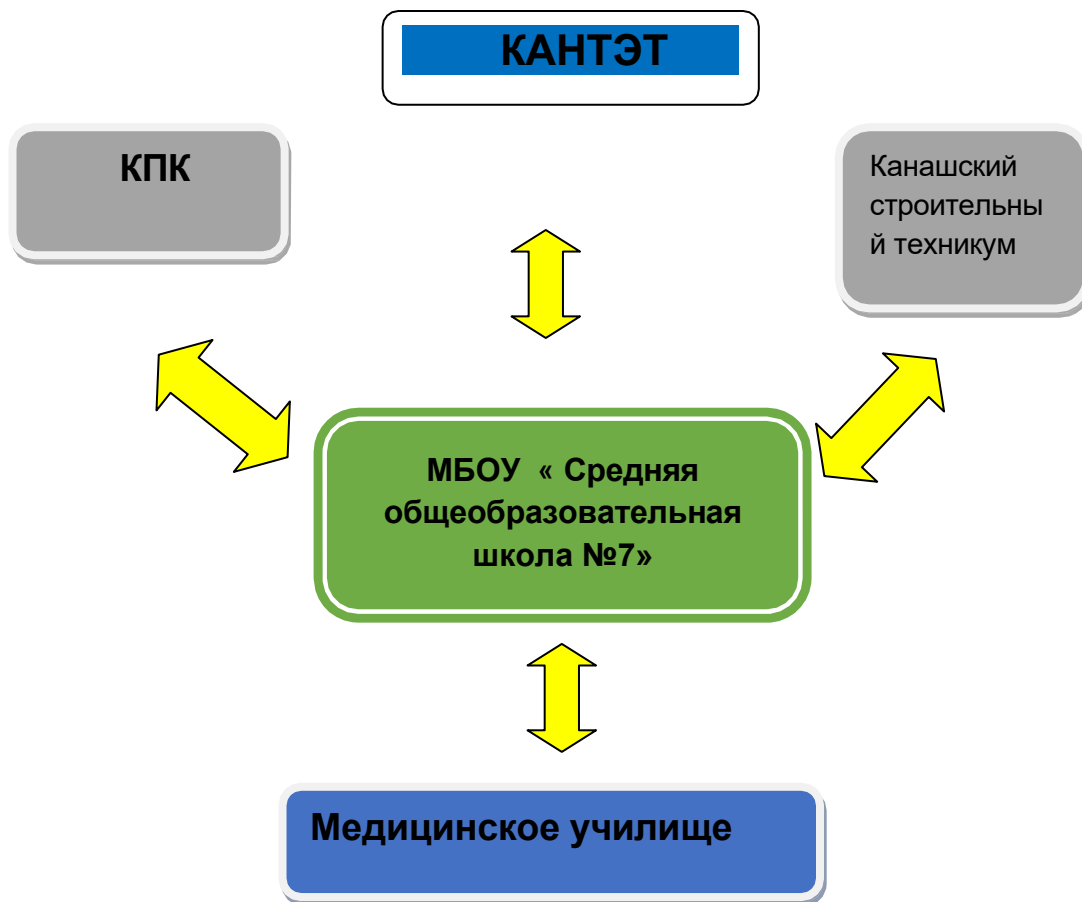 КАНТЭТ
КПК
Канашский
строительны
й техникум
МБОУ « Средняя
общеобразовательная
школа №7»
Медицинское училище